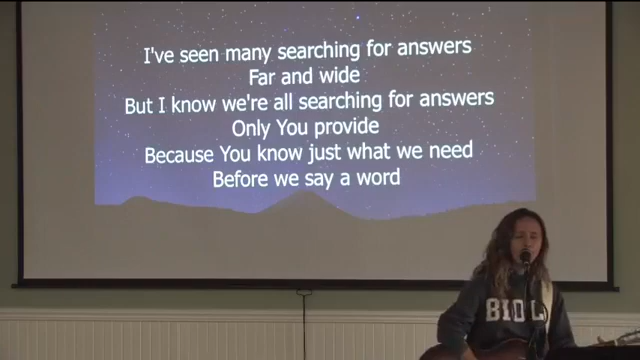 I've seen many searching for answers
Far and wide
But I know we're all searching for answers
Only You provide
Because You know just what we need
Before we say a word